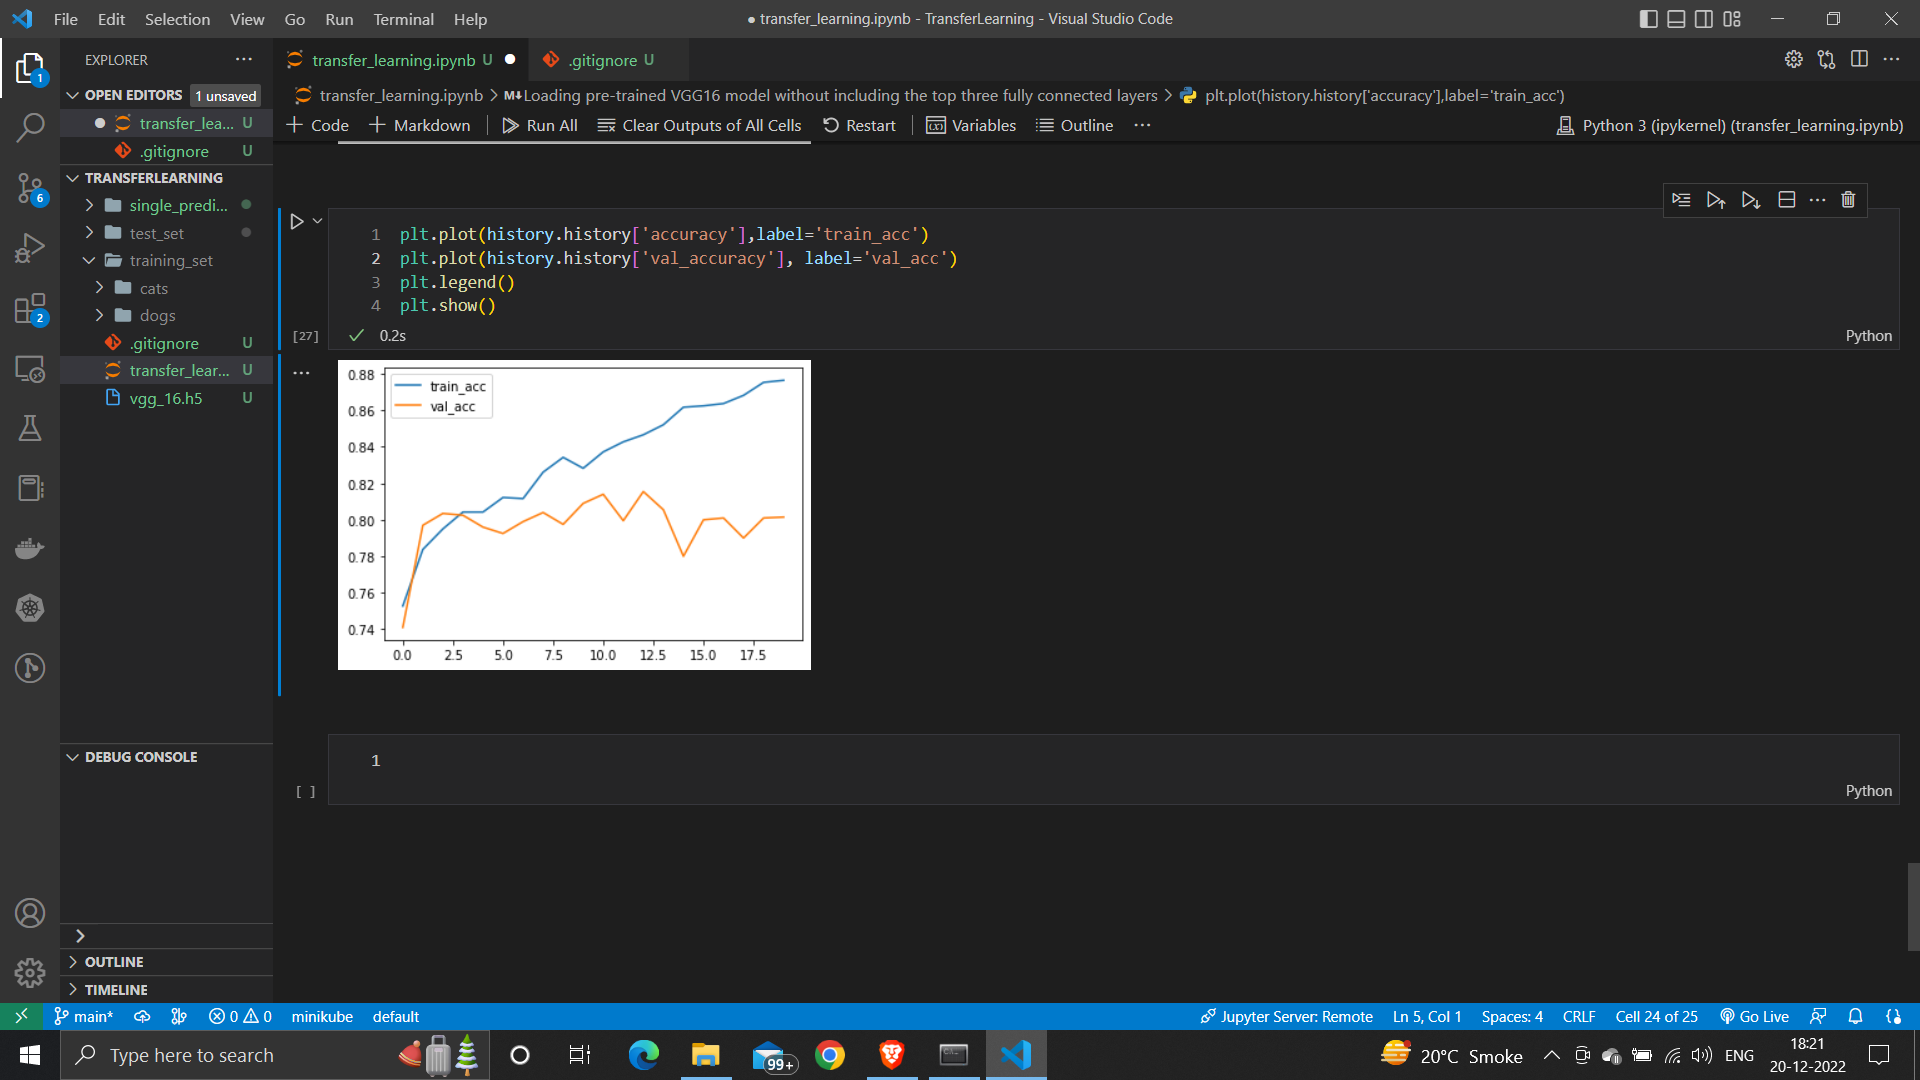 File Edit Selection View Go Run Terminal Help
● transfer_learning.ipynb - TransferLearning - Visual Studio Code
EXPLORER ···
OPEN EDITORS 1 unsaved
transfer_lea... U
.gitignore U
TRANSFERLEARNING
single_predi...
test_set
training_set
cats
dogs
.gitignore U
transfer_lear... U
vgg_16.h5 U
DEBUG CONSOLE
OUTLINE
TIMELINE
1
6
2
transfer_learning.ipynb U
.gitignore U
transfer_learning.ipynb > M↓Loading pre-trained VGG16 model without including the top three fully connected layers > plt.plot(history.history['accuracy'],label='train_acc')
+ Code + Markdown Run All Clear Outputs of All Cells Restart Variables Outline ··· Python 3 (ipykernel) (transfer_learning.ipynb)
1 plt.plot(history.history['accuracy'],label='train_acc')
2 plt.plot(history.history['val_accuracy'], label='val_acc')
3 plt.legend()
4 plt.show()
[27] ✓ 0.2s Python
train_acc
val_acc
0.88
0.86
0.84
0.82
0.80
0.78
0.76
0.74
0.0 2.5 5.0 7.5 10.0 12.5 15.0 17.5
1
[ ] Python
main* 0 0 minikube default Jupyter Server: Remote Ln 5, Col 1 Spaces: 4 CRLF Cell 24 of 25 Go Live
Type here to search 99+ 20°C Smoke ENG 18:21
20-12-2022